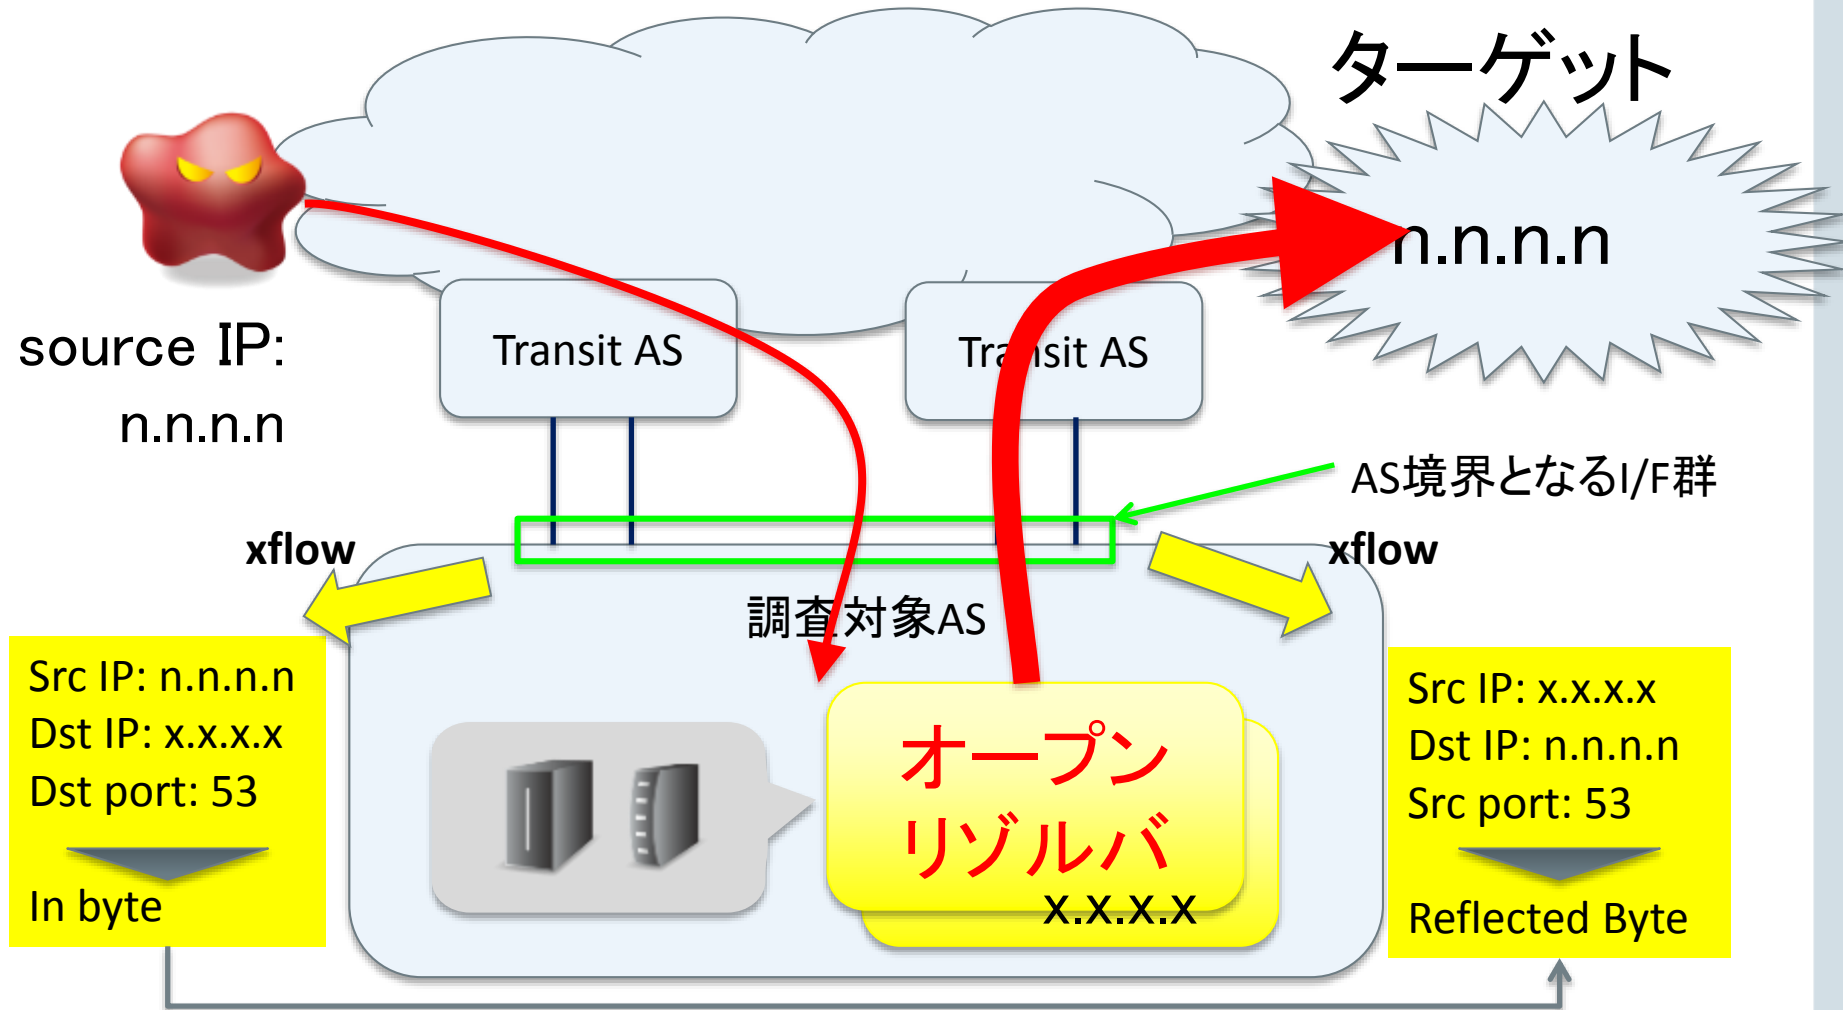 ターゲット
n.n.n.n
source IP:
n.n.n.n
Transit AS
Transit AS
AS境界となるI/F群
xflow
xflow
調査対象AS
Src IP: n.n.n.n
Dst IP: x.x.x.x
Dst port: 53
In byte
オープン
リゾルバ
x.x.x.x
Src IP: x.x.x.x
Dst IP: n.n.n.n
Src port: 53
Reflected Byte